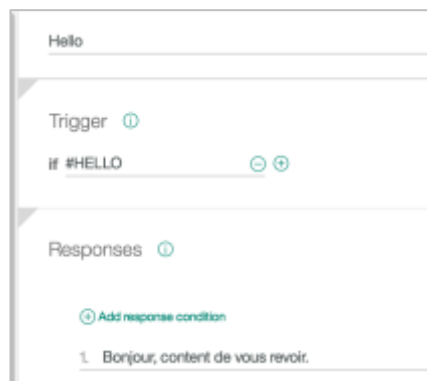 Hello
Trigger
if #HELLO
Responses
Add response condition
1. Bonjour, content de vous revoir.